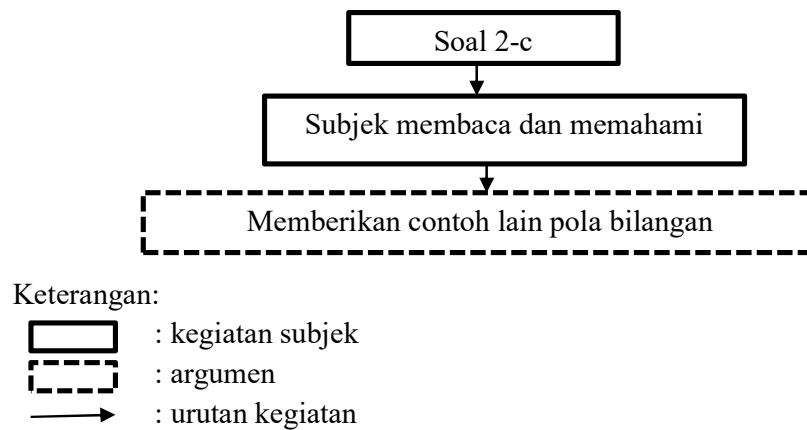 Soal 2-c
Subjek membaca dan memahami
Memberikan contoh lain pola bilangan
Keterangan:
: kegiatan subjek
: argumen
: urutan kegiatan